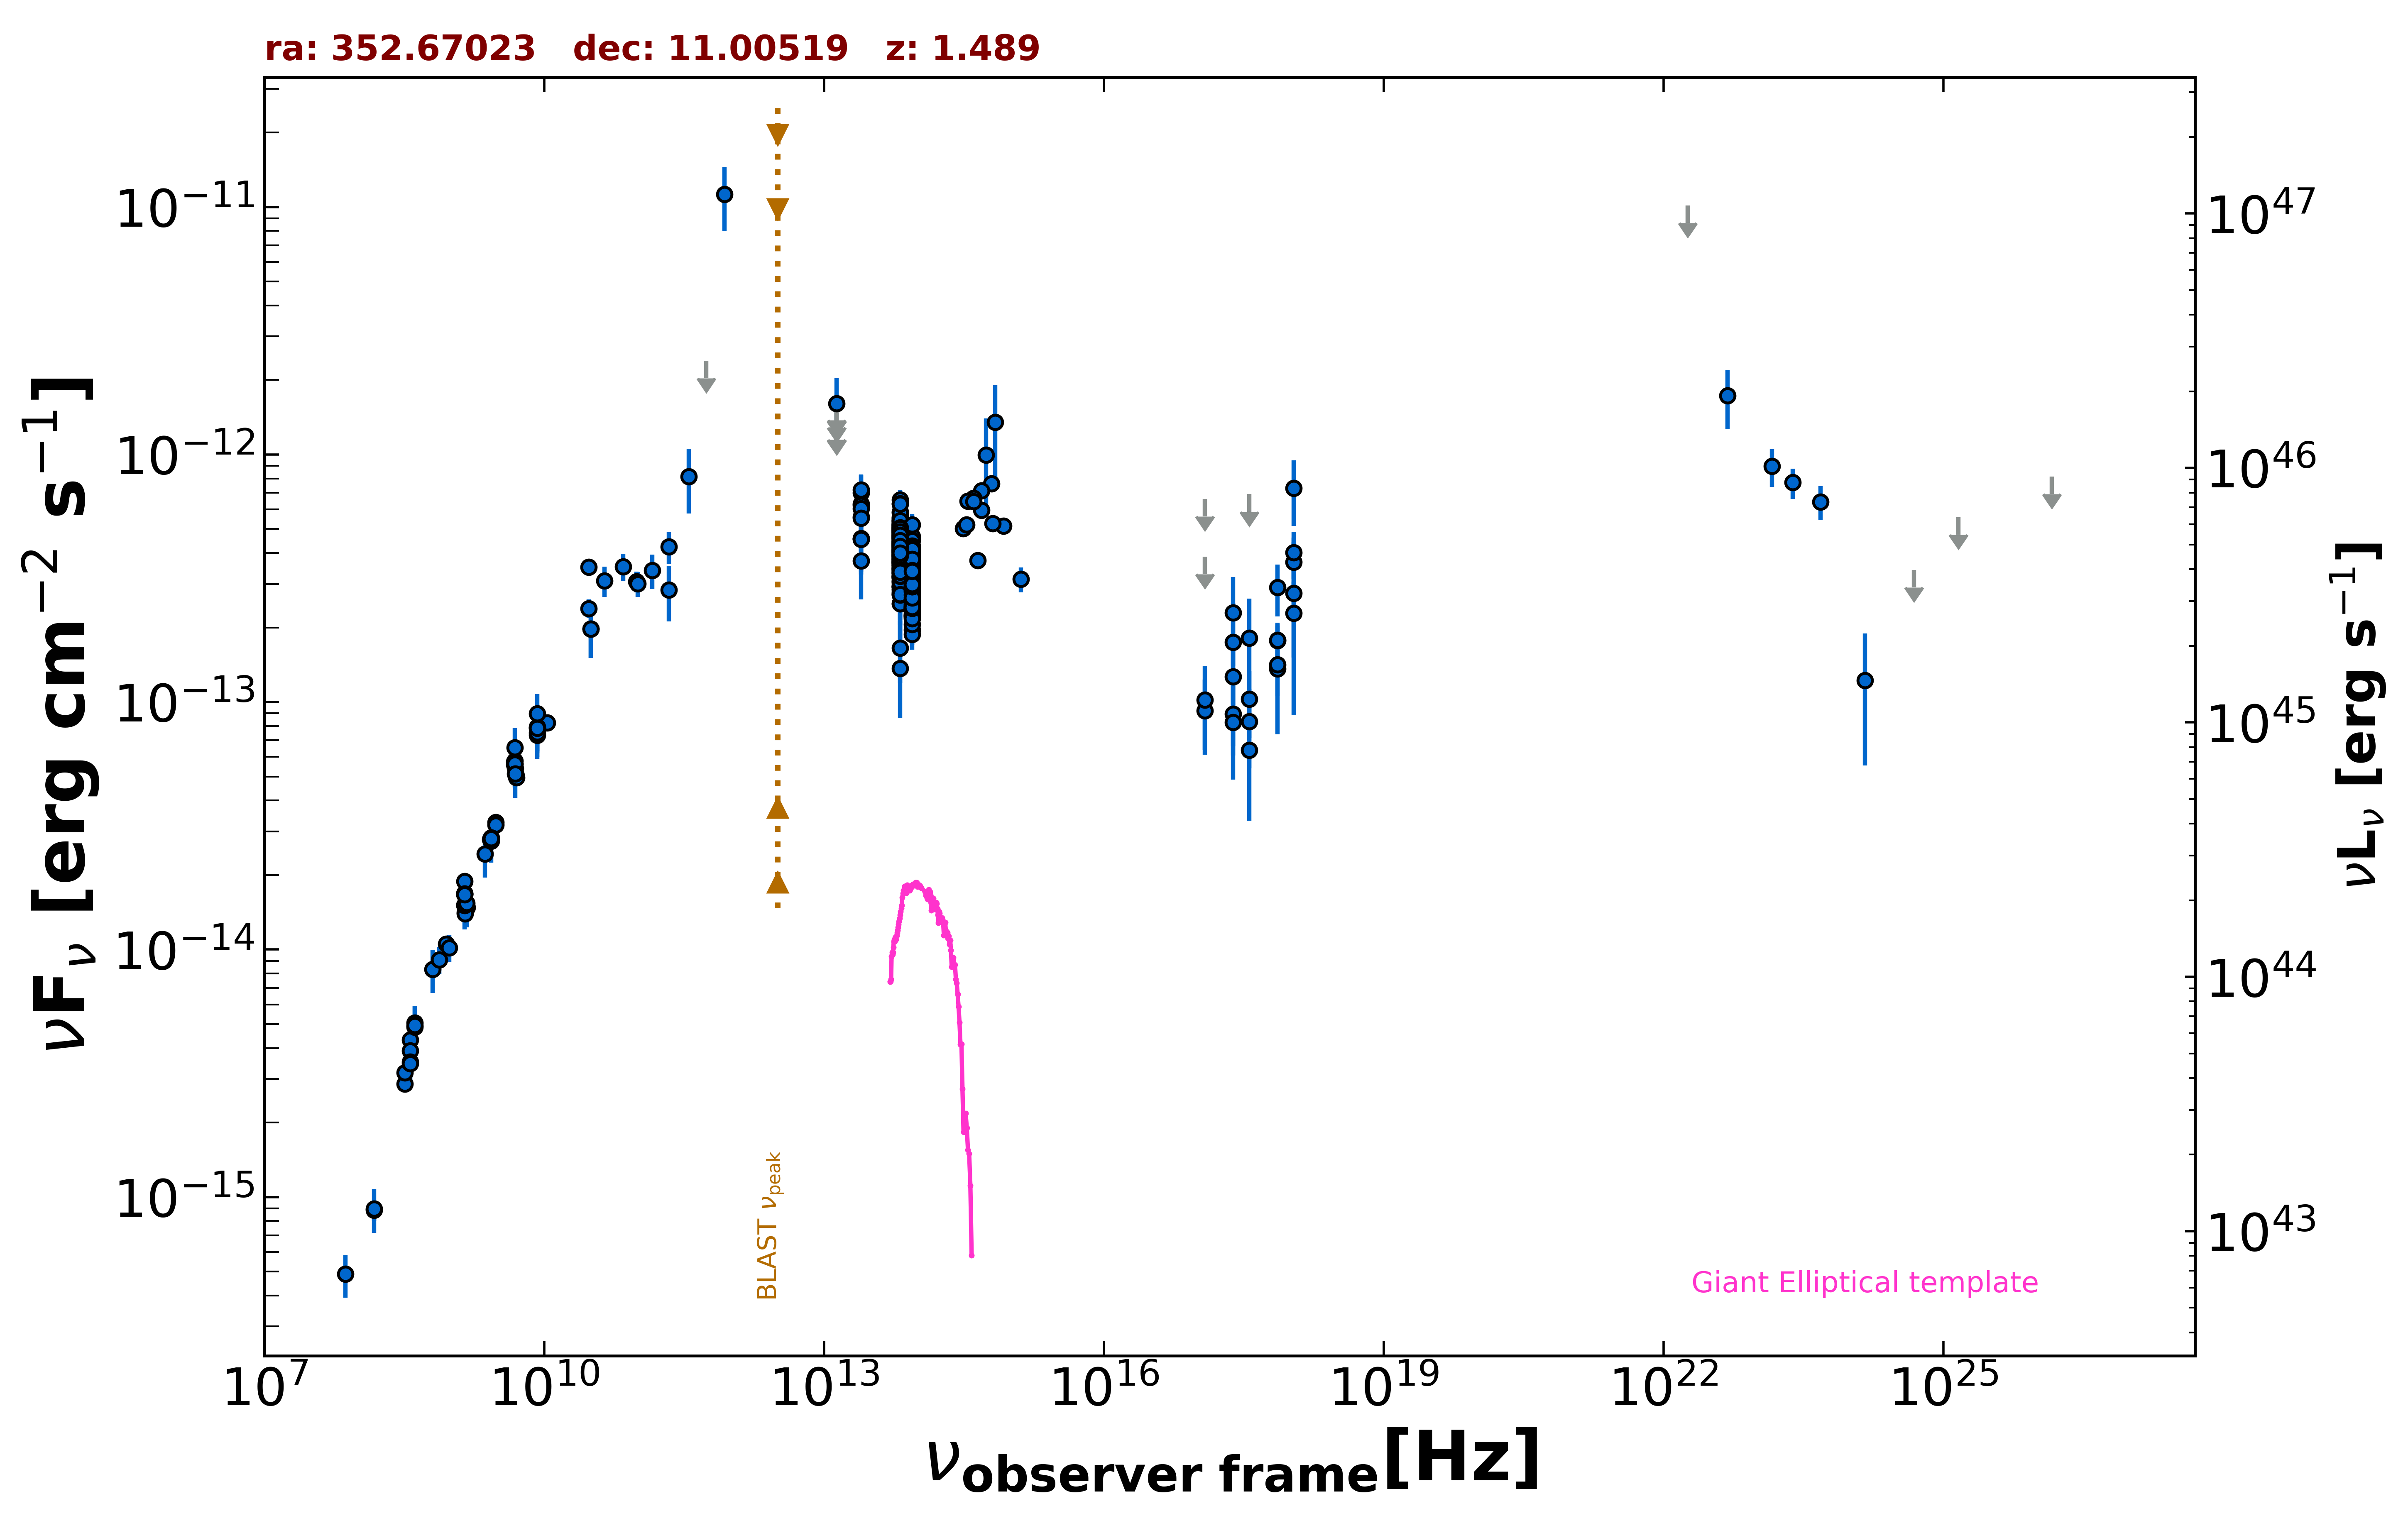 ra: 352.67023 dec: 11.00519 z: 1.489
νFν [erg cm⁻² s⁻¹]
10⁻¹¹
10⁻¹²
10⁻¹³
10⁻¹⁴
10⁻¹⁵
10⁴⁷
10⁴⁶
10⁴⁵
10⁴⁴
10⁴³
νLν [erg s⁻¹]
BLAST νpeak
Giant Elliptical template
10⁷ 10¹⁰ 10¹³ 10¹⁶ 10¹⁹ 10²² 10²⁵
νobserver frame[Hz]